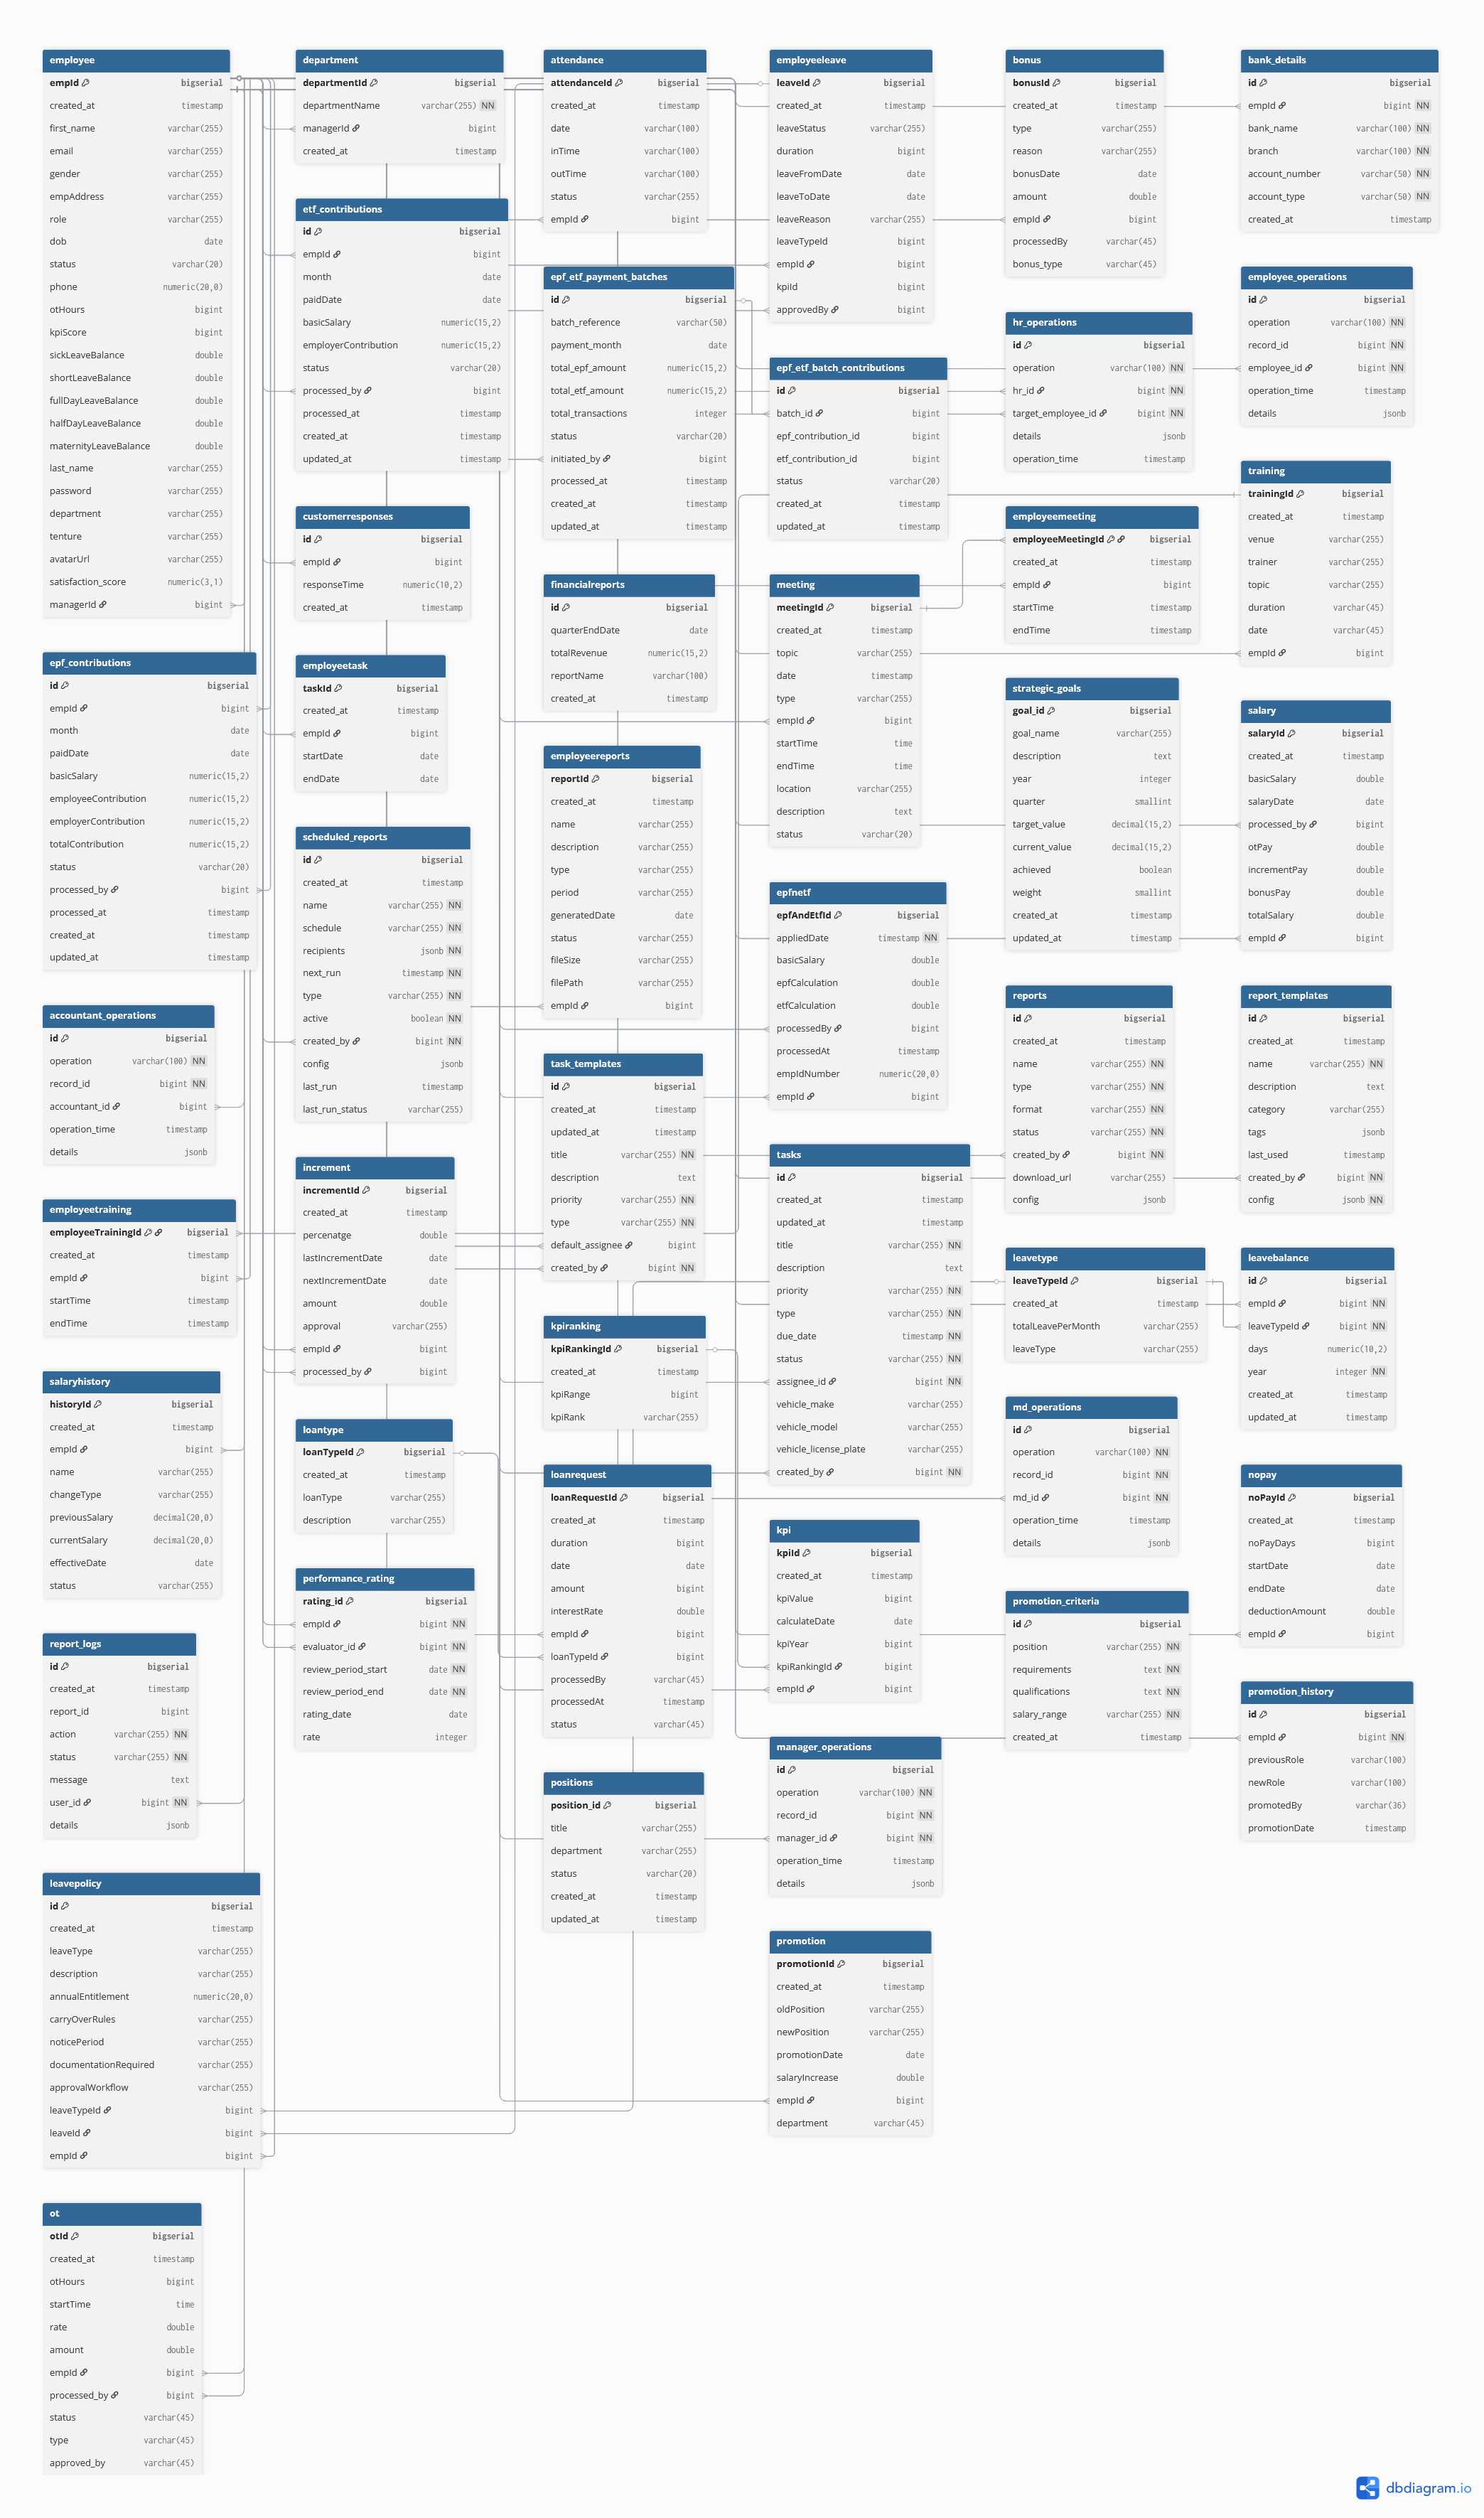 employee
empId bigserial
created_at timestamp
first_name varchar(255)
email varchar(255)
gender varchar(255)
empAddress varchar(255)
role varchar(255)
dob date
status varchar(20)
phone numeric(20,0)
otHours bigint
kpiScore bigint
sickLeaveBalance double
shortLeaveBalance double
fullDayLeaveBalance double
halfDayLeaveBalance double
maternityLeaveBalance double
last_name varchar(255)
password varchar(255)
department varchar(255)
tenture varchar(255)
avatarUrl varchar(255)
satisfaction_score numeric(3,1)
managerId bigint
epf_contributions
id bigserial
empId bigint
month date
paidDate date
basicSalary numeric(15,2)
employeeContribution numeric(15,2)
employerContribution numeric(15,2)
totalContribution numeric(15,2)
status varchar(20)
processed_by bigint
processed_at timestamp
created_at timestamp
updated_at timestamp
accountant_operations
id bigserial
operation varchar(100) NN
record_id bigint NN
accountant_id bigint
operation_time timestamp
details jsonb
employeetraining
employeeTrainingId bigserial
created_at timestamp
empId bigint
startTime timestamp
endTime timestamp
salaryhistory
historyId bigserial
created_at timestamp
empId bigint
name varchar(255)
changeType varchar(255)
previousSalary decimal(20,0)
currentSalary decimal(20,0)
effectiveDate date
status varchar(255)
report_logs
id bigserial
created_at timestamp
report_id bigint
action varchar(255) NN
status varchar(255) NN
message text
user_id bigint NN
details jsonb
leavepolicy
id bigserial
created_at timestamp
leaveType varchar(255)
description varchar(255)
annualEntitlement numeric(20,0)
carryOverRules varchar(255)
noticePeriod varchar(255)
documentationRequired varchar(255)
approvalWorkflow varchar(255)
leaveTypeId bigint
leaveId bigint
empId bigint
ot
otId bigserial
created_at timestamp
otHours bigint
startTime time
rate double
amount double
empId bigint
processed_by bigint
status varchar(45)
type varchar(45)
approved_by varchar(45)
department
departmentId bigserial
departmentName varchar(255) NN
managerId bigint
created_at timestamp
etf_contributions
id bigserial
empId bigint
month date
paidDate date
basicSalary numeric(15,2)
employerContribution numeric(15,2)
status varchar(20)
processed_by bigint
processed_at timestamp
created_at timestamp
updated_at timestamp
customerresponses
id bigserial
empId bigint
responseTime numeric(10,2)
created_at timestamp
employeetask
taskId bigserial
created_at timestamp
empId bigint
startDate date
endDate date
scheduled_reports
id bigserial
created_at timestamp
name varchar(255) NN
schedule varchar(255) NN
recipients jsonb NN
next_run timestamp NN
type varchar(255) NN
active boolean NN
created_by bigint NN
config jsonb
last_run timestamp
last_run_status varchar(255)
increment
incrementId bigserial
created_at timestamp
percenatge double
lastIncrementDate date
nextIncrementDate date
amount double
approval varchar(255)
empId bigint
processed_by bigint
loantype
loanTypeId bigserial
created_at timestamp
loanType varchar(255)
description varchar(255)
performance_rating
rating_id bigserial
empId bigint NN
evaluator_id bigint NN
review_period_start date NN
review_period_end date NN
rating_date date
rate integer
attendance
attendanceId bigserial
created_at timestamp
date varchar(100)
inTime varchar(100)
outTime varchar(100)
status varchar(255)
empId bigint
epf_etf_payment_batches
id bigserial
batch_reference varchar(50)
payment_month date
total_epf_amount numeric(15,2)
total_etf_amount numeric(15,2)
total_transactions integer
status varchar(20)
initiated_by bigint
processed_at timestamp
created_at timestamp
updated_at timestamp
financialreports
id bigserial
quarterEndDate date
totalRevenue numeric(15,2)
reportName varchar(100)
created_at timestamp
employeereports
reportId bigserial
created_at timestamp
name varchar(255)
description varchar(255)
type varchar(255)
period varchar(255)
generatedDate date
status varchar(255)
fileSize varchar(255)
filePath varchar(255)
empId bigint
task_templates
id bigserial
created_at timestamp
updated_at timestamp
title varchar(255) NN
description text
priority varchar(255) NN
type varchar(255) NN
default_assignee bigint
created_by bigint NN
kpiranking
kpiRankingId bigserial
created_at timestamp
kpiRange bigint
kpiRank varchar(255)
loanrequest
loanRequestId bigserial
created_at timestamp
duration bigint
date date
amount bigint
interestRate double
empId bigint
loanTypeId bigint
processedBy varchar(45)
processedAt timestamp
status varchar(45)
positions
position_id bigserial
title varchar(255)
department varchar(255)
status varchar(20)
created_at timestamp
updated_at timestamp
employeeleave
leaveId bigserial
created_at timestamp
leaveStatus varchar(255)
duration bigint
leaveFromDate date
leaveToDate date
leaveReason varchar(255)
leaveTypeId bigint
empId bigint
kpiId bigint
approvedBy bigint
epf_etf_batch_contributions
id bigserial
batch_id bigint
epf_contribution_id bigint
etf_contribution_id bigint
status varchar(20)
created_at timestamp
updated_at timestamp
meeting
meetingId bigserial
created_at timestamp
topic varchar(255)
date timestamp
type varchar(255)
empId bigint
startTime time
endTime time
location varchar(255)
description text
status varchar(20)
epfnetf
epfAndEtfId bigserial
appliedDate timestamp NN
basicSalary double
epfCalculation double
etfCalculation double
processedBy bigint
processedAt timestamp
empIdNumber numeric(20,0)
empId bigint
tasks
id bigserial
created_at timestamp
updated_at timestamp
title varchar(255) NN
description text
priority varchar(255) NN
type varchar(255) NN
due_date timestamp NN
status varchar(255) NN
assignee_id bigint NN
vehicle_make varchar(255)
vehicle_model varchar(255)
vehicle_license_plate varchar(255)
created_by bigint NN
kpi
kpiId bigserial
created_at timestamp
kpiValue bigint
calculateDate date
kpiYear bigint
kpiRankingId bigint
empId bigint
manager_operations
id bigserial
operation varchar(100) NN
record_id bigint NN
manager_id bigint NN
operation_time timestamp
details jsonb
promotion
promotionId bigserial
created_at timestamp
oldPosition varchar(255)
newPosition varchar(255)
promotionDate date
salaryIncrease double
empId bigint
department varchar(45)
bonus
bonusId bigserial
created_at timestamp
type varchar(255)
reason varchar(255)
bonusDate date
amount double
empId bigint
processedBy varchar(45)
bonus_type varchar(45)
hr_operations
id bigserial
operation varchar(100) NN
hr_id bigint NN
target_employee_id bigint NN
details jsonb
operation_time timestamp
employeemeeting
employeeMeetingId bigserial
created_at timestamp
empId bigint
startTime timestamp
endTime timestamp
strategic_goals
goal_id bigserial
goal_name varchar(255)
description text
year integer
quarter smallint
target_value decimal(15,2)
current_value decimal(15,2)
achieved boolean
weight smallint
created_at timestamp
updated_at timestamp
reports
id bigserial
created_at timestamp
name varchar(255) NN
type varchar(255) NN
format varchar(255) NN
status varchar(255) NN
created_by bigint NN
download_url varchar(255)
config jsonb
leavetype
leaveTypeId bigserial
created_at timestamp
totalLeavePerMonth varchar(255)
leaveType varchar(255)
md_operations
id bigserial
operation varchar(100) NN
record_id bigint NN
md_id bigint NN
operation_time timestamp
details jsonb
promotion_criteria
id bigserial
position varchar(255) NN
requirements text NN
qualifications text NN
salary_range varchar(255) NN
created_at timestamp
bank_details
id bigserial
empId bigint NN
bank_name varchar(100) NN
branch varchar(100) NN
account_number varchar(50) NN
account_type varchar(50) NN
created_at timestamp
employee_operations
id bigserial
operation varchar(100) NN
record_id bigint NN
employee_id bigint NN
operation_time timestamp
details jsonb
training
trainingId bigserial
created_at timestamp
venue varchar(255)
trainer varchar(255)
topic varchar(255)
duration varchar(45)
date varchar(45)
empId bigint
salary
salaryId bigserial
created_at timestamp
basicSalary double
salaryDate date
processed_by bigint
otPay double
incrementPay double
bonusPay double
totalSalary double
empId bigint
report_templates
id bigserial
created_at timestamp
name varchar(255) NN
description text
category varchar(255)
tags jsonb
last_used timestamp
created_by bigint NN
config jsonb NN
leavebalance
id bigserial
empId bigint NN
leaveTypeId bigint NN
days numeric(10,2)
year integer NN
created_at timestamp
updated_at timestamp
nopay
noPayId bigserial
created_at timestamp
noPayDays bigint
startDate date
endDate date
deductionAmount double
empId bigint
promotion_history
id bigserial
empId bigint NN
previousRole varchar(100)
newRole varchar(100)
promotedBy varchar(36)
promotionDate timestamp
dbdiagram.io